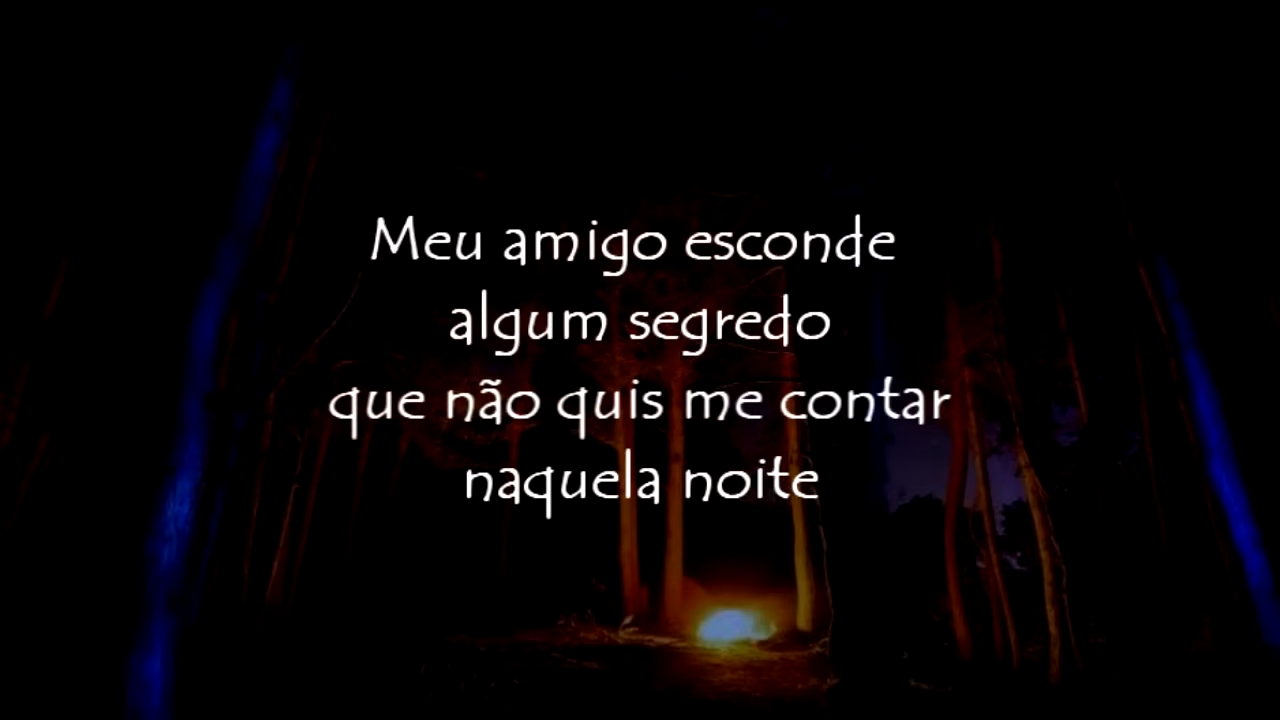 Meu amigo esconde
algum segredo
que não quis me contar
naquela noite